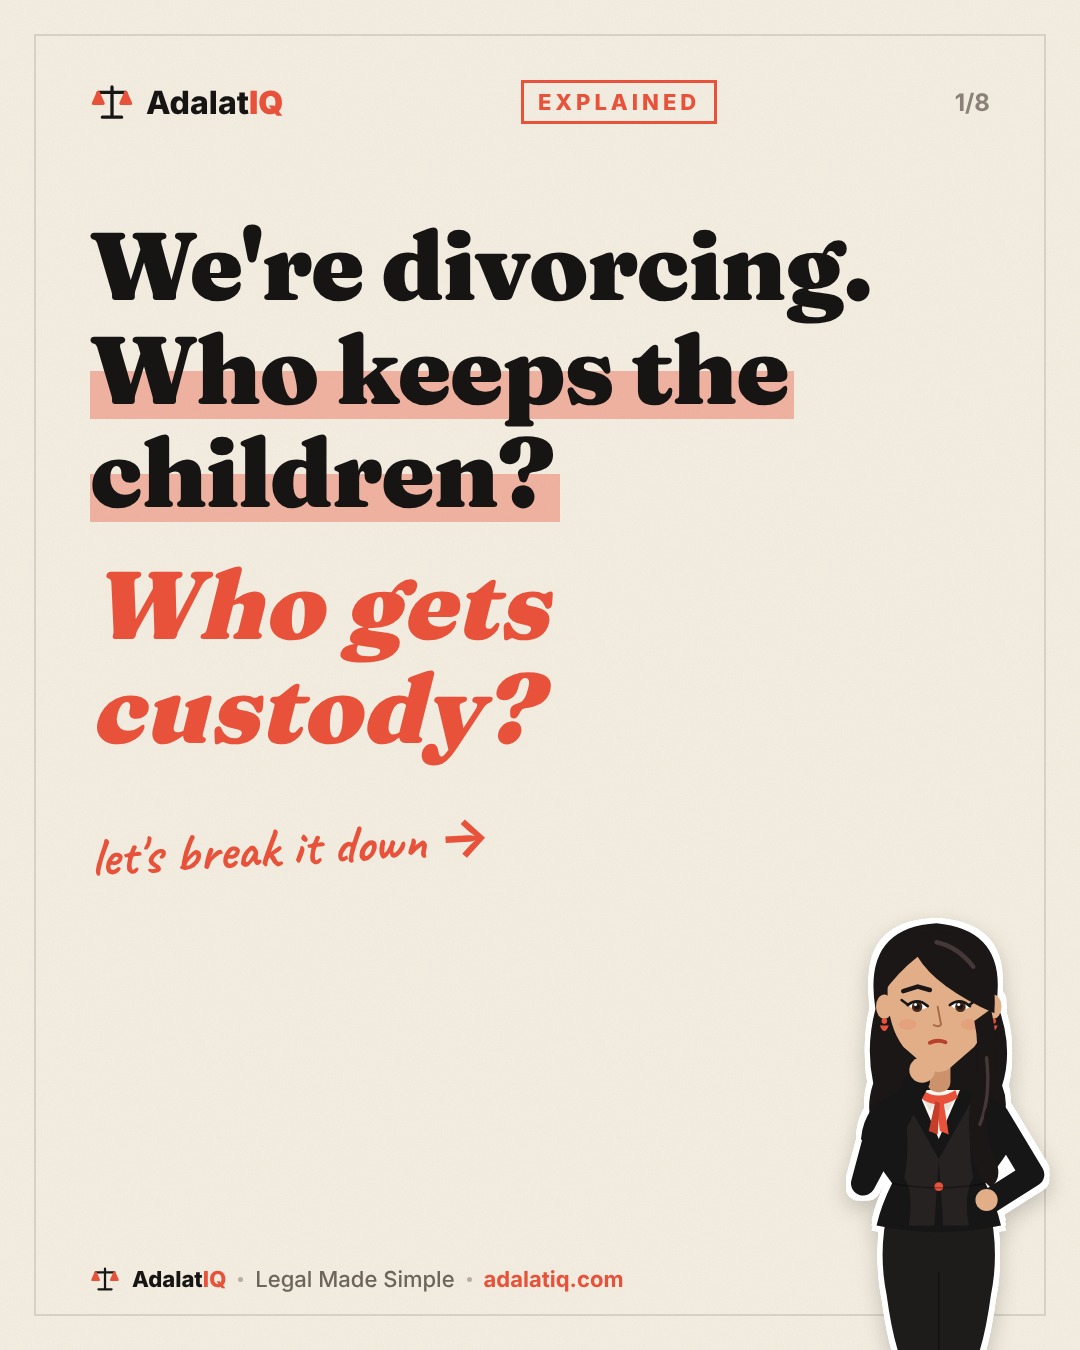 AdalatIQ
EXPLAINED
1/8
We're divorcing.
Who keeps the
children?
Who gets
custody?
let's break it down →
AdalatIQ • Legal Made Simple • adalatiq.com